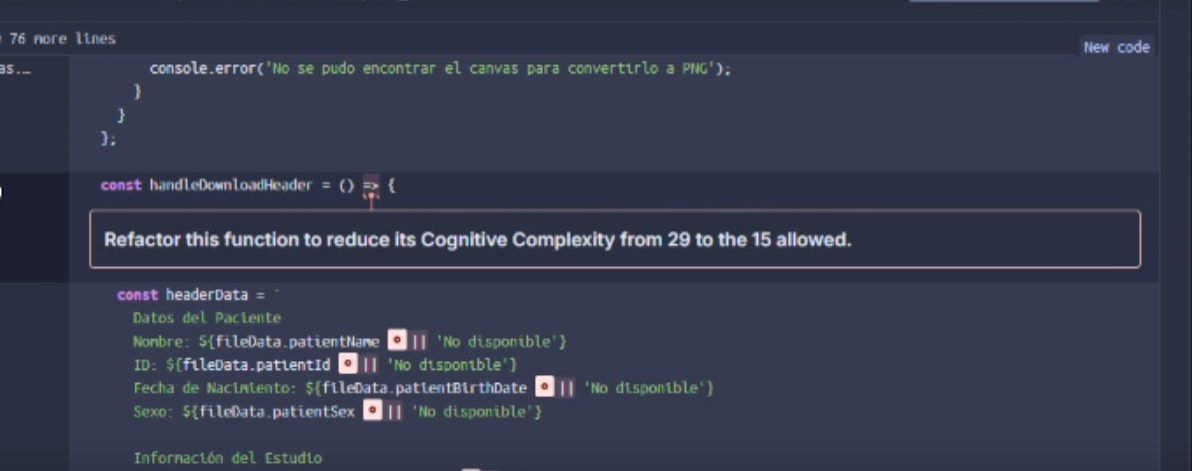 76 more lines
New code
as...
console.error('No se pudo encontrar el canvas para convertirlo a PNG');
}
}
};
const handleDownloadHeader = () => {
Refactor this function to reduce its Cognitive Complexity from 29 to the 15 allowed.
const headerData = `
Datos del Paciente
Nombre: ${fileData.patientName || 'No disponible'}
ID: ${fileData.patientId || 'No disponible'}
Fecha de Nacimiento: ${fileData.patientBirthDate || 'No disponible'}
Sexo: ${fileData.patientSex || 'No disponible'}
Información del Estudio